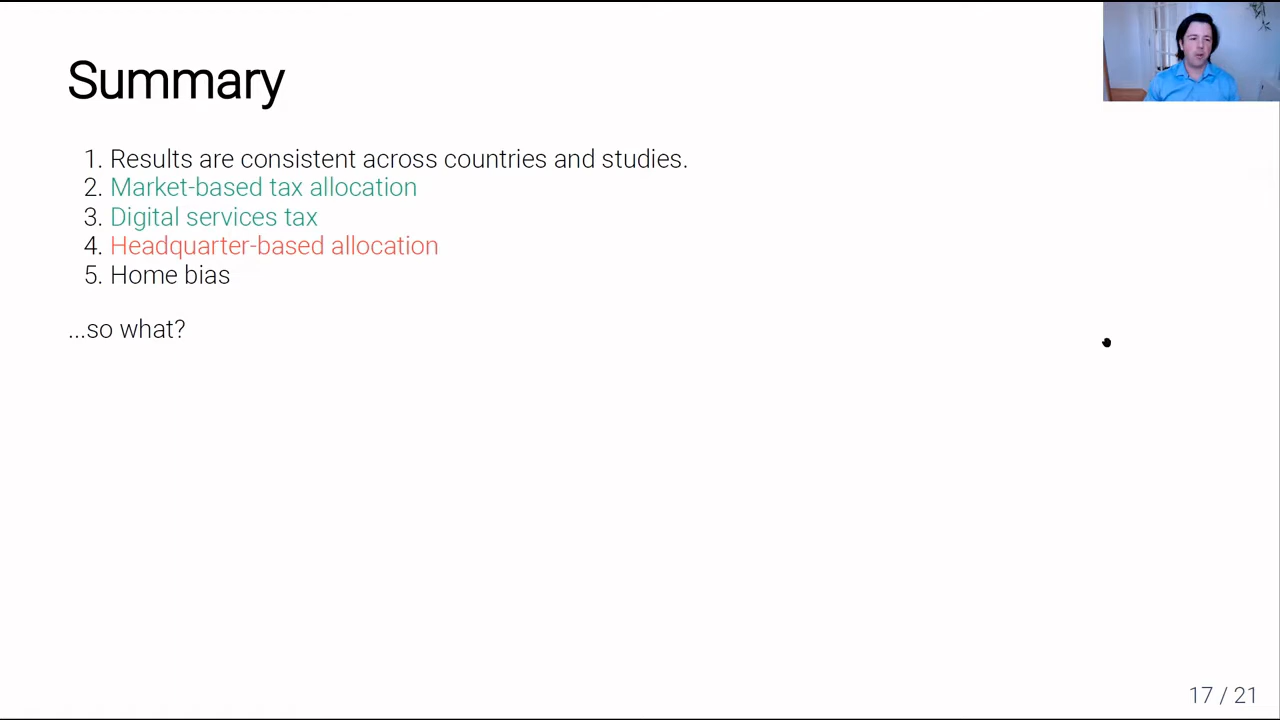 Summary
1. Results are consistent across countries and studies.
2. Market-based tax allocation
3. Digital services tax
4. Headquarter-based allocation
5. Home bias
...so what?
17 / 21